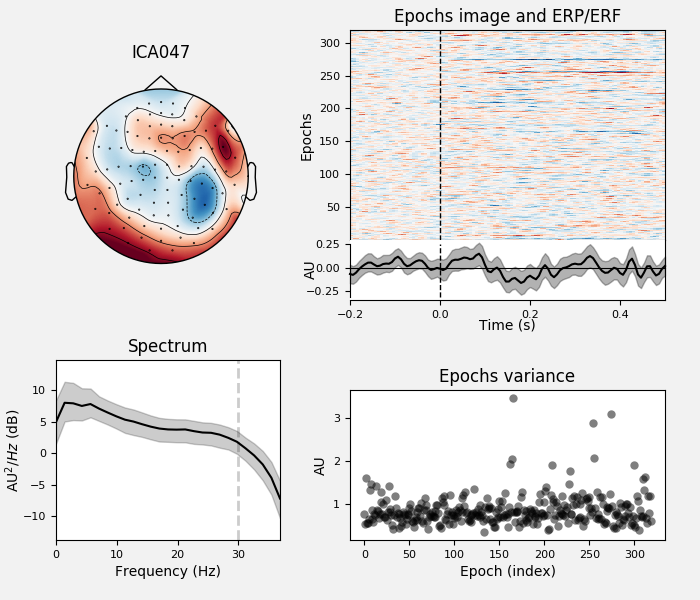 ICA047
Epochs image and ERP/ERF
Epochs
300
250
200
150
100
50
AU
0.25
0.00
−0.25
−0.2
0.0
0.2
0.4
Time (s)
Spectrum
AU²/Hz (dB)
10
5
0
−5
−10
0
10
20
30
Frequency (Hz)
Epochs variance
AU
3
2
1
0
50
100
150
200
250
300
Epoch (index)